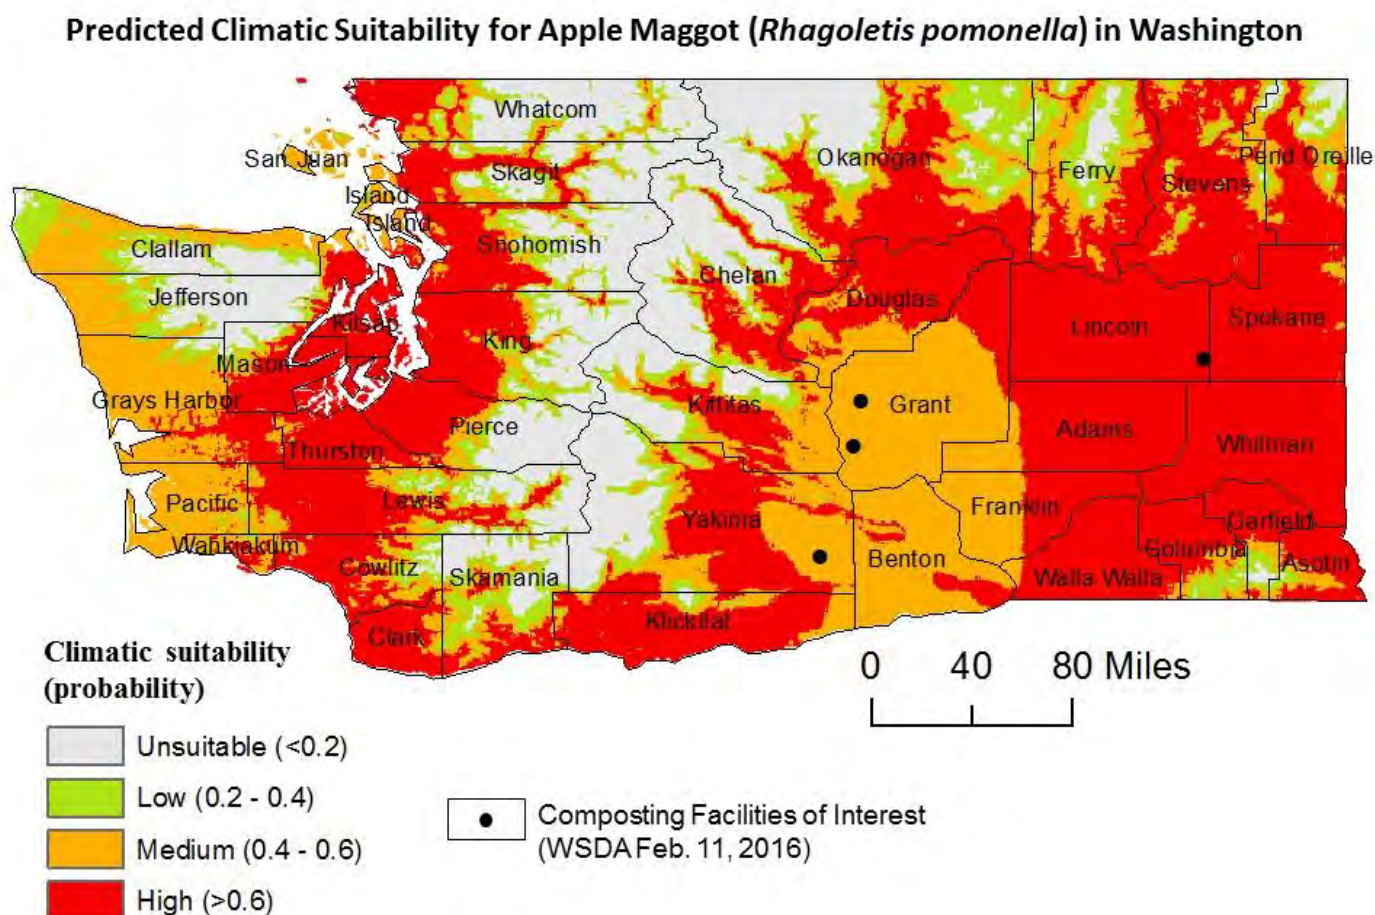 Predicted Climatic Suitability for Apple Maggot (Rhagoletis pomonella) in Washington
Whatcom
San Juan
Skagit
Okanogan
Ferry
Pend Oreille
Stevens
Island
Island
Clallam
Snohomish
Chelan
Jefferson
Douglas
Kitsap
King
Lincoln
Spokane
Mason
Grays Harbor
Kittitas
Grant
Pierce
Thurston
Adams
Whitman
Pacific
Lewis
Yakima
Franklin
Garfield
Wahkiakum
Cowlitz
Skamania
Benton
Columbia
Asotin
Walla Walla
Clark
Klickitat
0 40 80 Miles
Climatic suitability
(probability)
Unsuitable (<0.2)
Low (0.2 - 0.4)
Medium (0.4 - 0.6)
High (>0.6)
Composting Facilities of Interest
(WSDA Feb. 11, 2016)